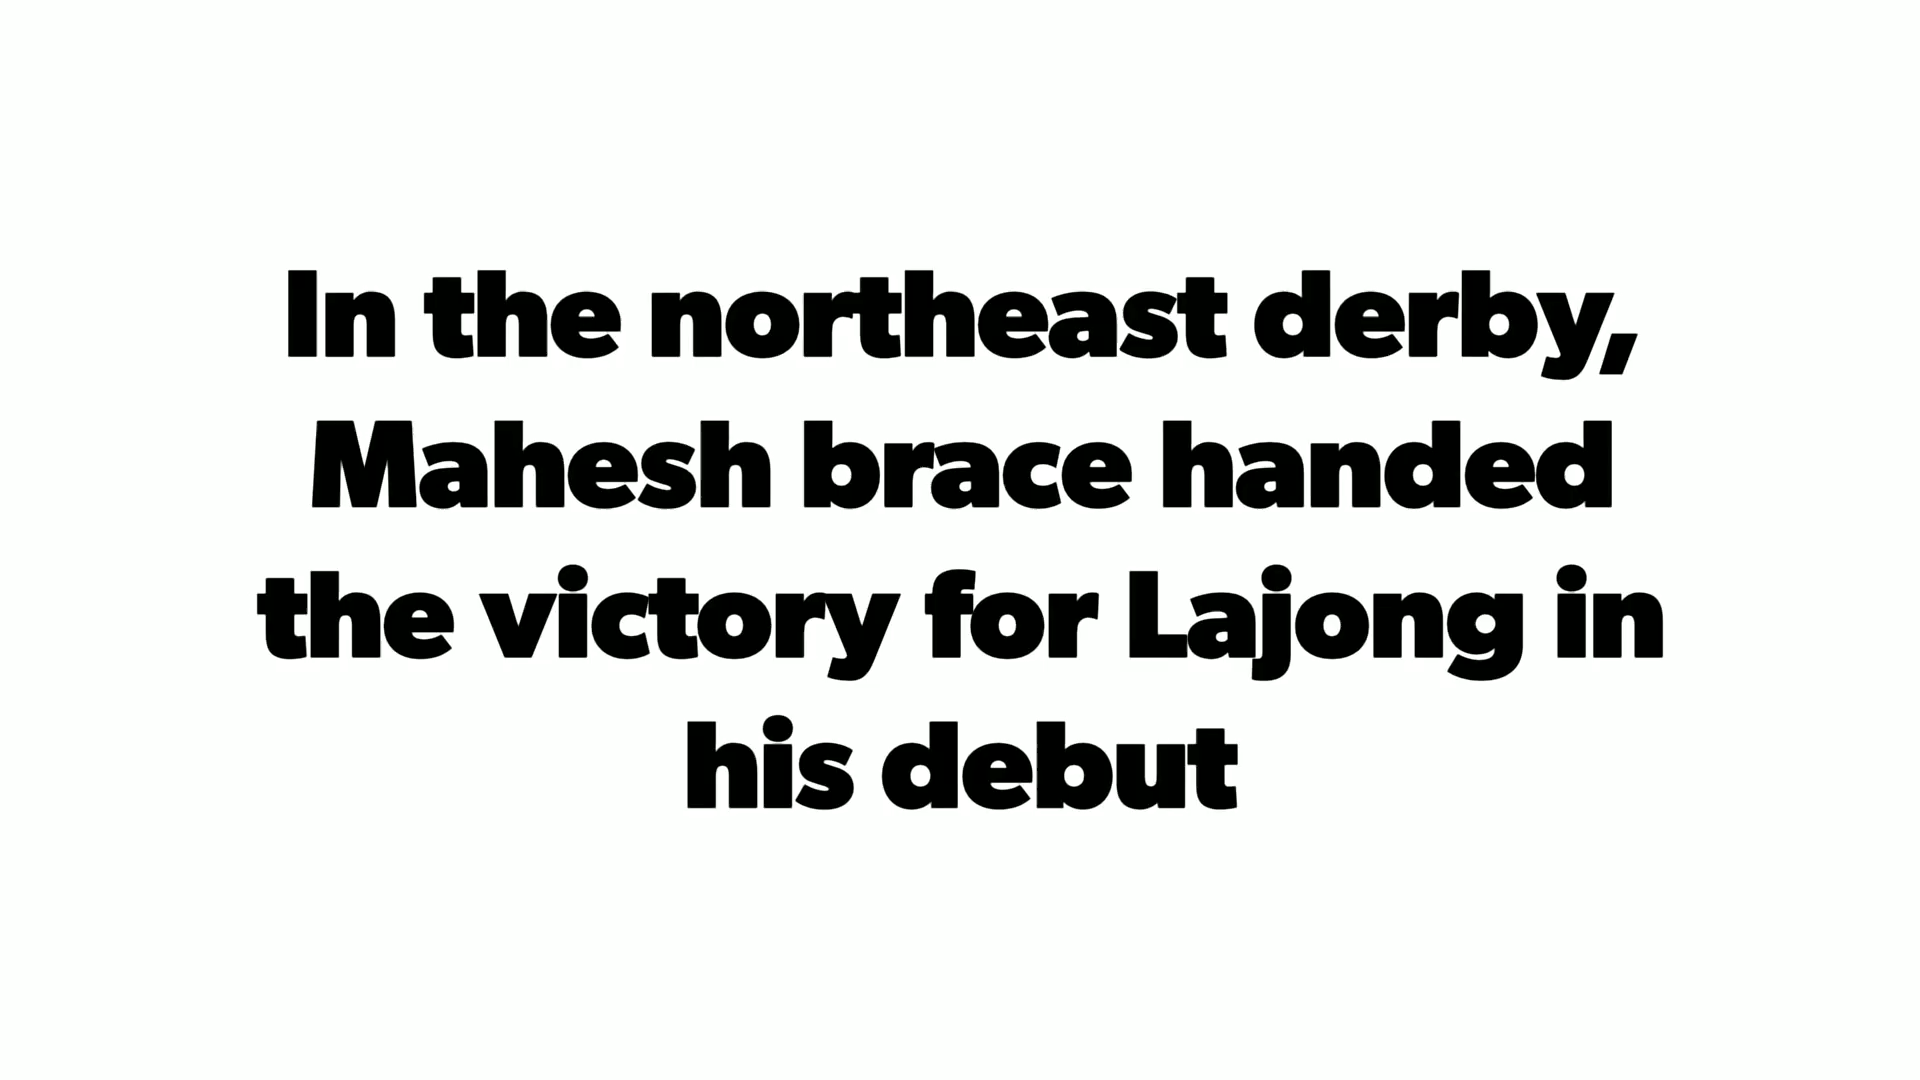 In the northeast derby,
Mahesh brace handed
the victory for Lajong in
his debut